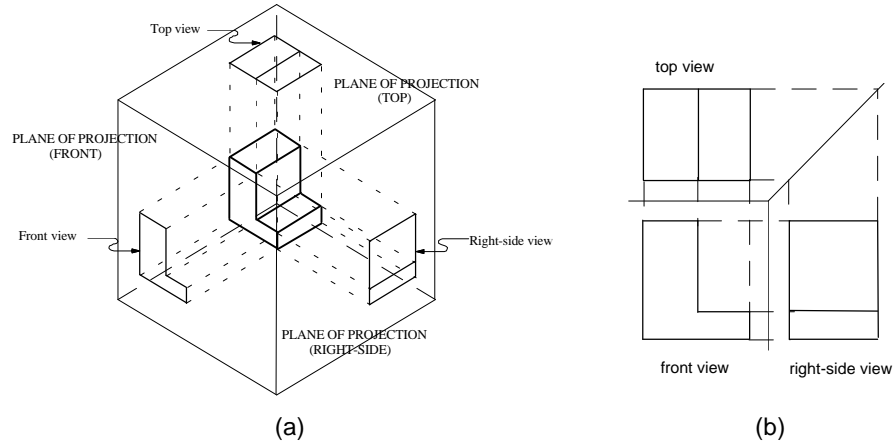 Top view
PLANE OF PROJECTION
(TOP)
PLANE OF PROJECTION
(FRONT)
Front view
Right-side view
PLANE OF PROJECTION
(RIGHT-SIDE)
(a)
top view
front view
right-side view
(b)